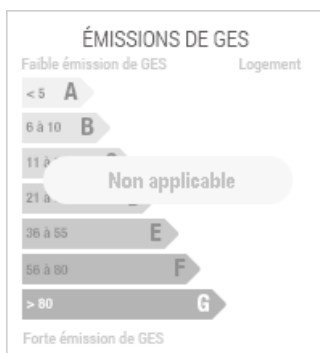 ÉMISSIONS DE GES
Faible émission de GES Logement
< 5 A
6 à 10 B
11 à
Non applicable
21 à
36 à 55 E
56 à 80 F
> 80 G
Forte émission de GES